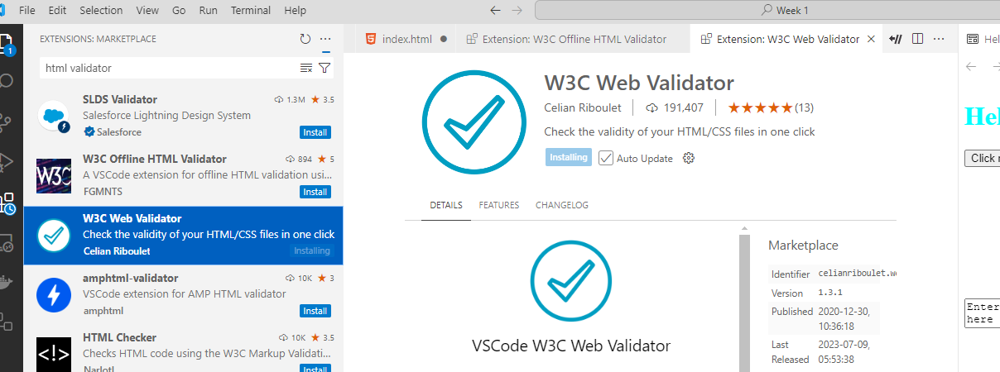 File Edit Selection View Go Run Terminal Help
Week 1
EXTENSIONS: MARKETPLACE
html validator
1
SLDS Validator 1.3M 3.5
Salesforce Lightning Design System
Salesforce Install
W3C Offline HTML Validator 894 5
A VSCode extension for offline HTML validation usi...
FGMNTS Install
W3C
W3C Web Validator
Check the validity of your HTML/CSS files in one click
Celian Riboulet Installing
amphtml-validator 10K 3
VSCode extension for AMP HTML validator
amphtml Install
HTML Checker 10K 3.5
Checks HTML code using the W3C Markup Validati...
Narlotl Install
<!>
index.html Extension: W3C Offline HTML Validator Extension: W3C Web Validator
W3C Web Validator
Celian Riboulet 191,407 (13)
Check the validity of your HTML/CSS files in one click
Installing Auto Update
DETAILS FEATURES CHANGELOG
VSCode W3C Web Validator
Marketplace
Identifier celianriboulet.we
Version 1.3.1
Published 2020-12-30,
10:36:18
Last 2023-07-09,
Released 05:53:38
Hel
Hel
Click
Enter
here